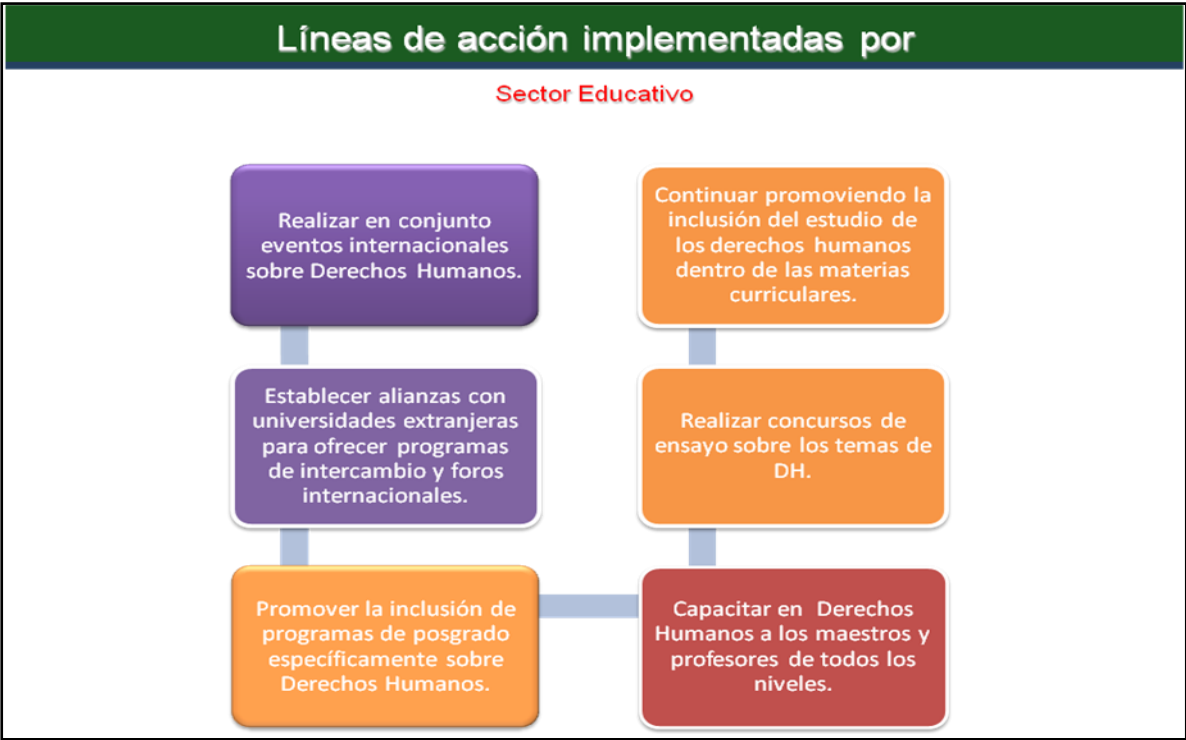 Líneas de acción implementadas por
Sector Educativo
Realizar en conjunto
eventos internacionales
sobre Derechos Humanos.
Establecer alianzas con
universidades extranjeras
para ofrecer programas
de intercambio y foros
internacionales.
Promover la inclusión de
programas de posgrado
específicamente sobre
Derechos Humanos.
Capacitar en Derechos
Humanos a los maestros y
profesores de todos los
niveles.
Realizar concursos de
ensayo sobre los temas de
DH.
Continuar promoviendo la
inclusión del estudio de
los derechos humanos
dentro de las materias
curriculares.